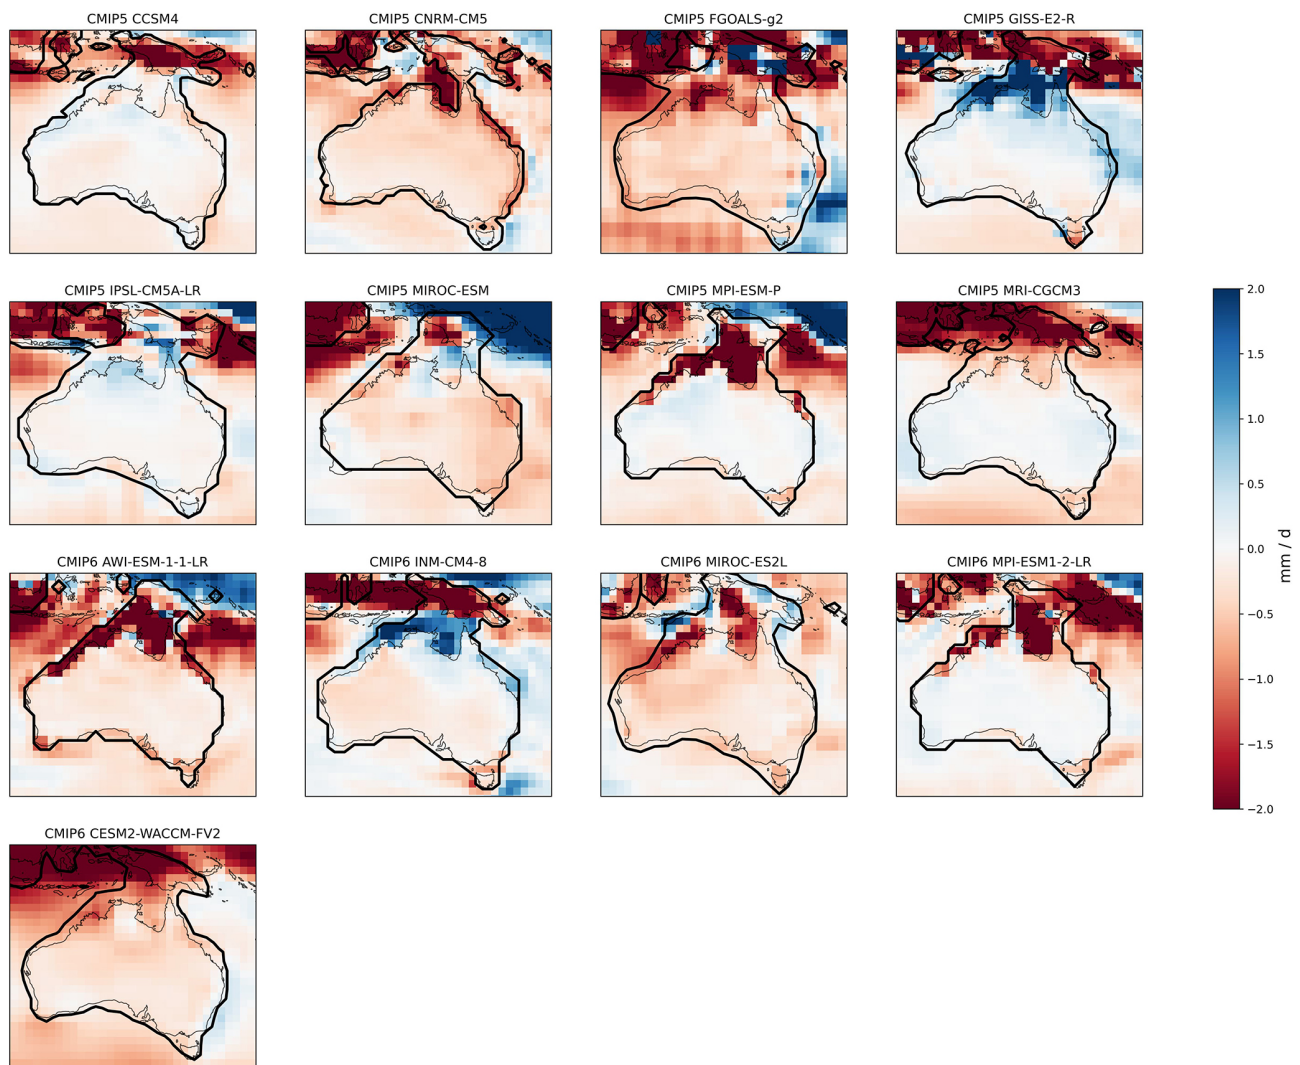 CMIP5 CCSM4
CMIP5 CNRM-CM5
CMIP5 FGOALS-g2
CMIP5 GISS-E2-R
CMIP5 IPSL-CM5A-LR
CMIP5 MIROC-ESM
CMIP5 MPI-ESM-P
CMIP5 MRI-CGCM3
CMIP6 AWI-ESM-1-1-LR
CMIP6 INM-CM4-8
CMIP6 MIROC-ES2L
CMIP6 MPI-ESM1-2-LR
CMIP6 CESM2-WACCM-FV2
2.0
1.5
1.0
0.5
0.0
−0.5
−1.0
−1.5
−2.0
mm / d